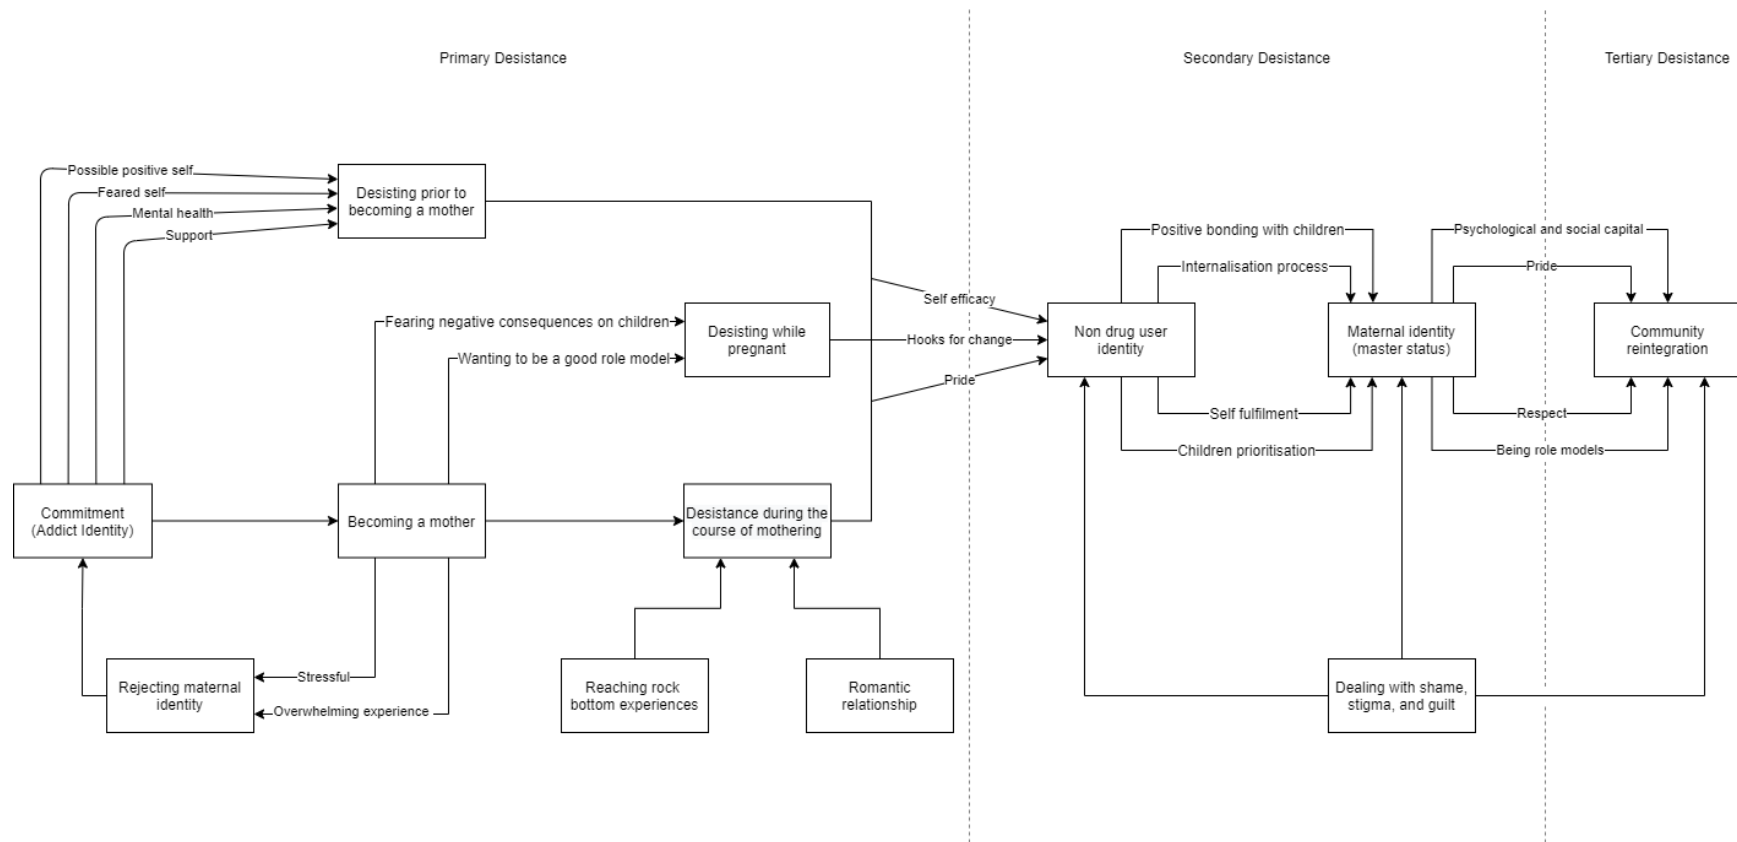 Primary Desistance
Secondary Desistance
Tertiary Desistance
Possible positive self
Feared self
Mental health
Support
Desisting prior to
becoming a mother
Positive bonding with children
Internalisation process
Psychological and social capital
Pride
Self efficacy
Hooks for change
Pride
Fearing negative consequences on children
Wanting to be a good role model
Desisting while
pregnant
Non drug user
identity
Maternal identity
(master status)
Community
reintegration
Self fulfilment
Children prioritisation
Respect
Being role models
Commitment
(Addict Identity)
Becoming a mother
Desistance during the
course of mothering
Stressful
Overwhelming experience
Rejecting maternal
identity
Reaching rock
bottom experiences
Romantic
relationship
Dealing with shame,
stigma, and guilt